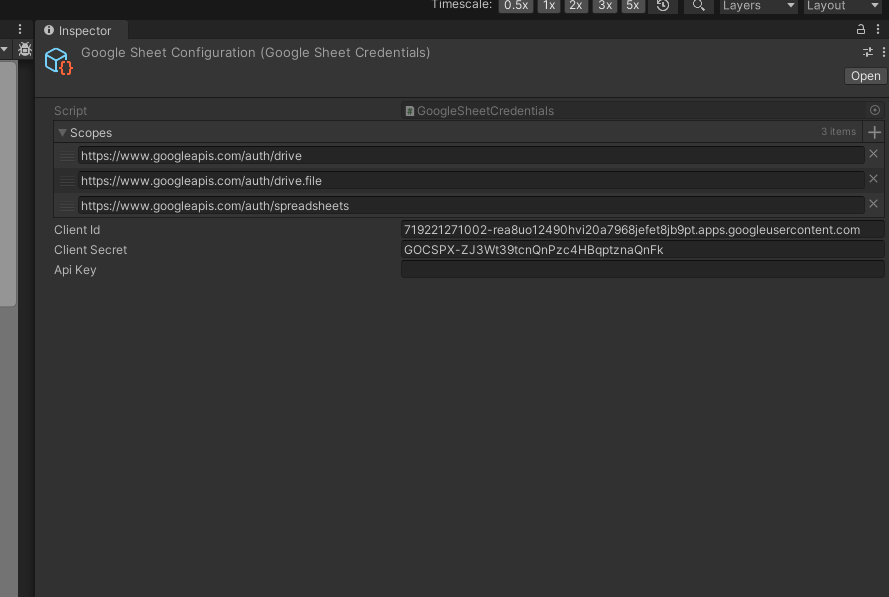 Timescale: 0.5x 1x 2x 3x 5x Layers Layout
Inspector
Google Sheet Configuration (Google Sheet Credentials)
Open
Script GoogleSheetCredentials
Scopes 3 items
https://www.googleapis.com/auth/drive
https://www.googleapis.com/auth/drive.file
https://www.googleapis.com/auth/spreadsheets
Client Id 719221271002-rea8uo12490hvi20a7968jefet8jb9pt.apps.googleusercontent.com
Client Secret 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
Api Key